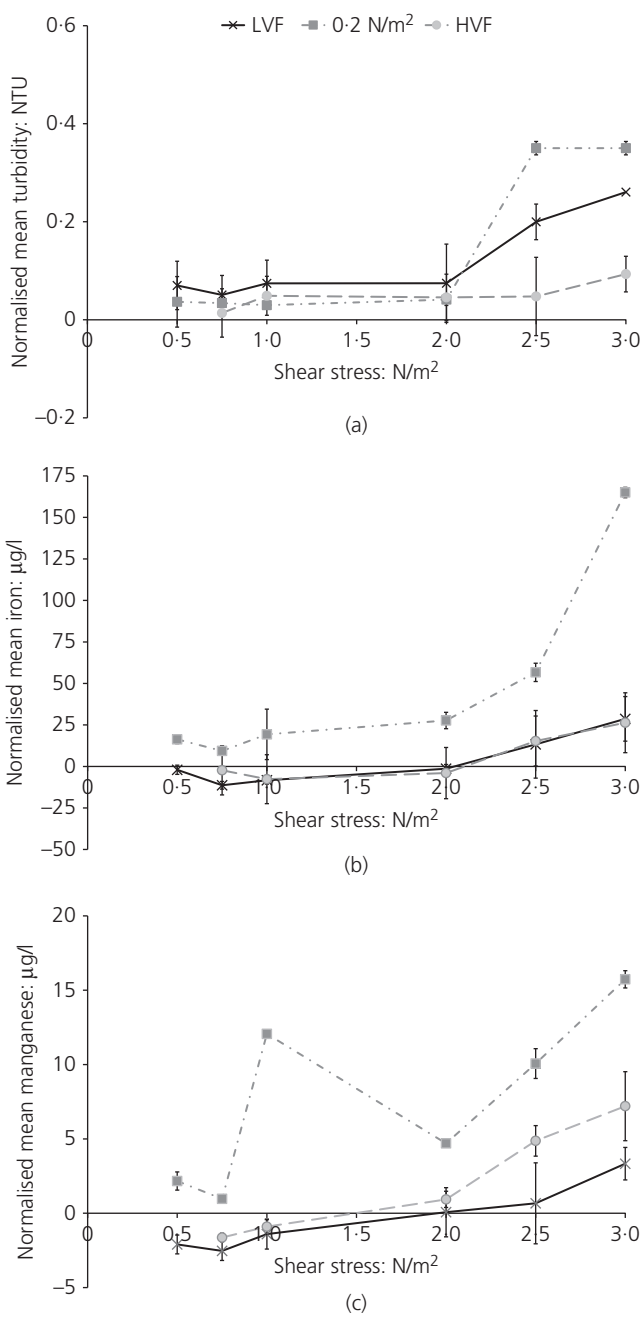 LVF 0·2 N/m² HVF
Normalised mean turbidity: NTU
0·6
0·4
0·2
0
–0·2
0 0·5 1·0 1·5 2·0 2·5 3·0
Shear stress: N/m²
(a)
Normalised mean iron: µg/l
175
150
125
100
75
50
25
0
–25
–50
0 0·5 1·0 1·5 2·0 2·5 3·0
Shear stress: N/m²
(b)
Normalised mean manganese: µg/l
20
15
10
5
0
–5
0 0·5 1·0 1·5 2·0 2·5 3·0
Shear stress: N/m²
(c)